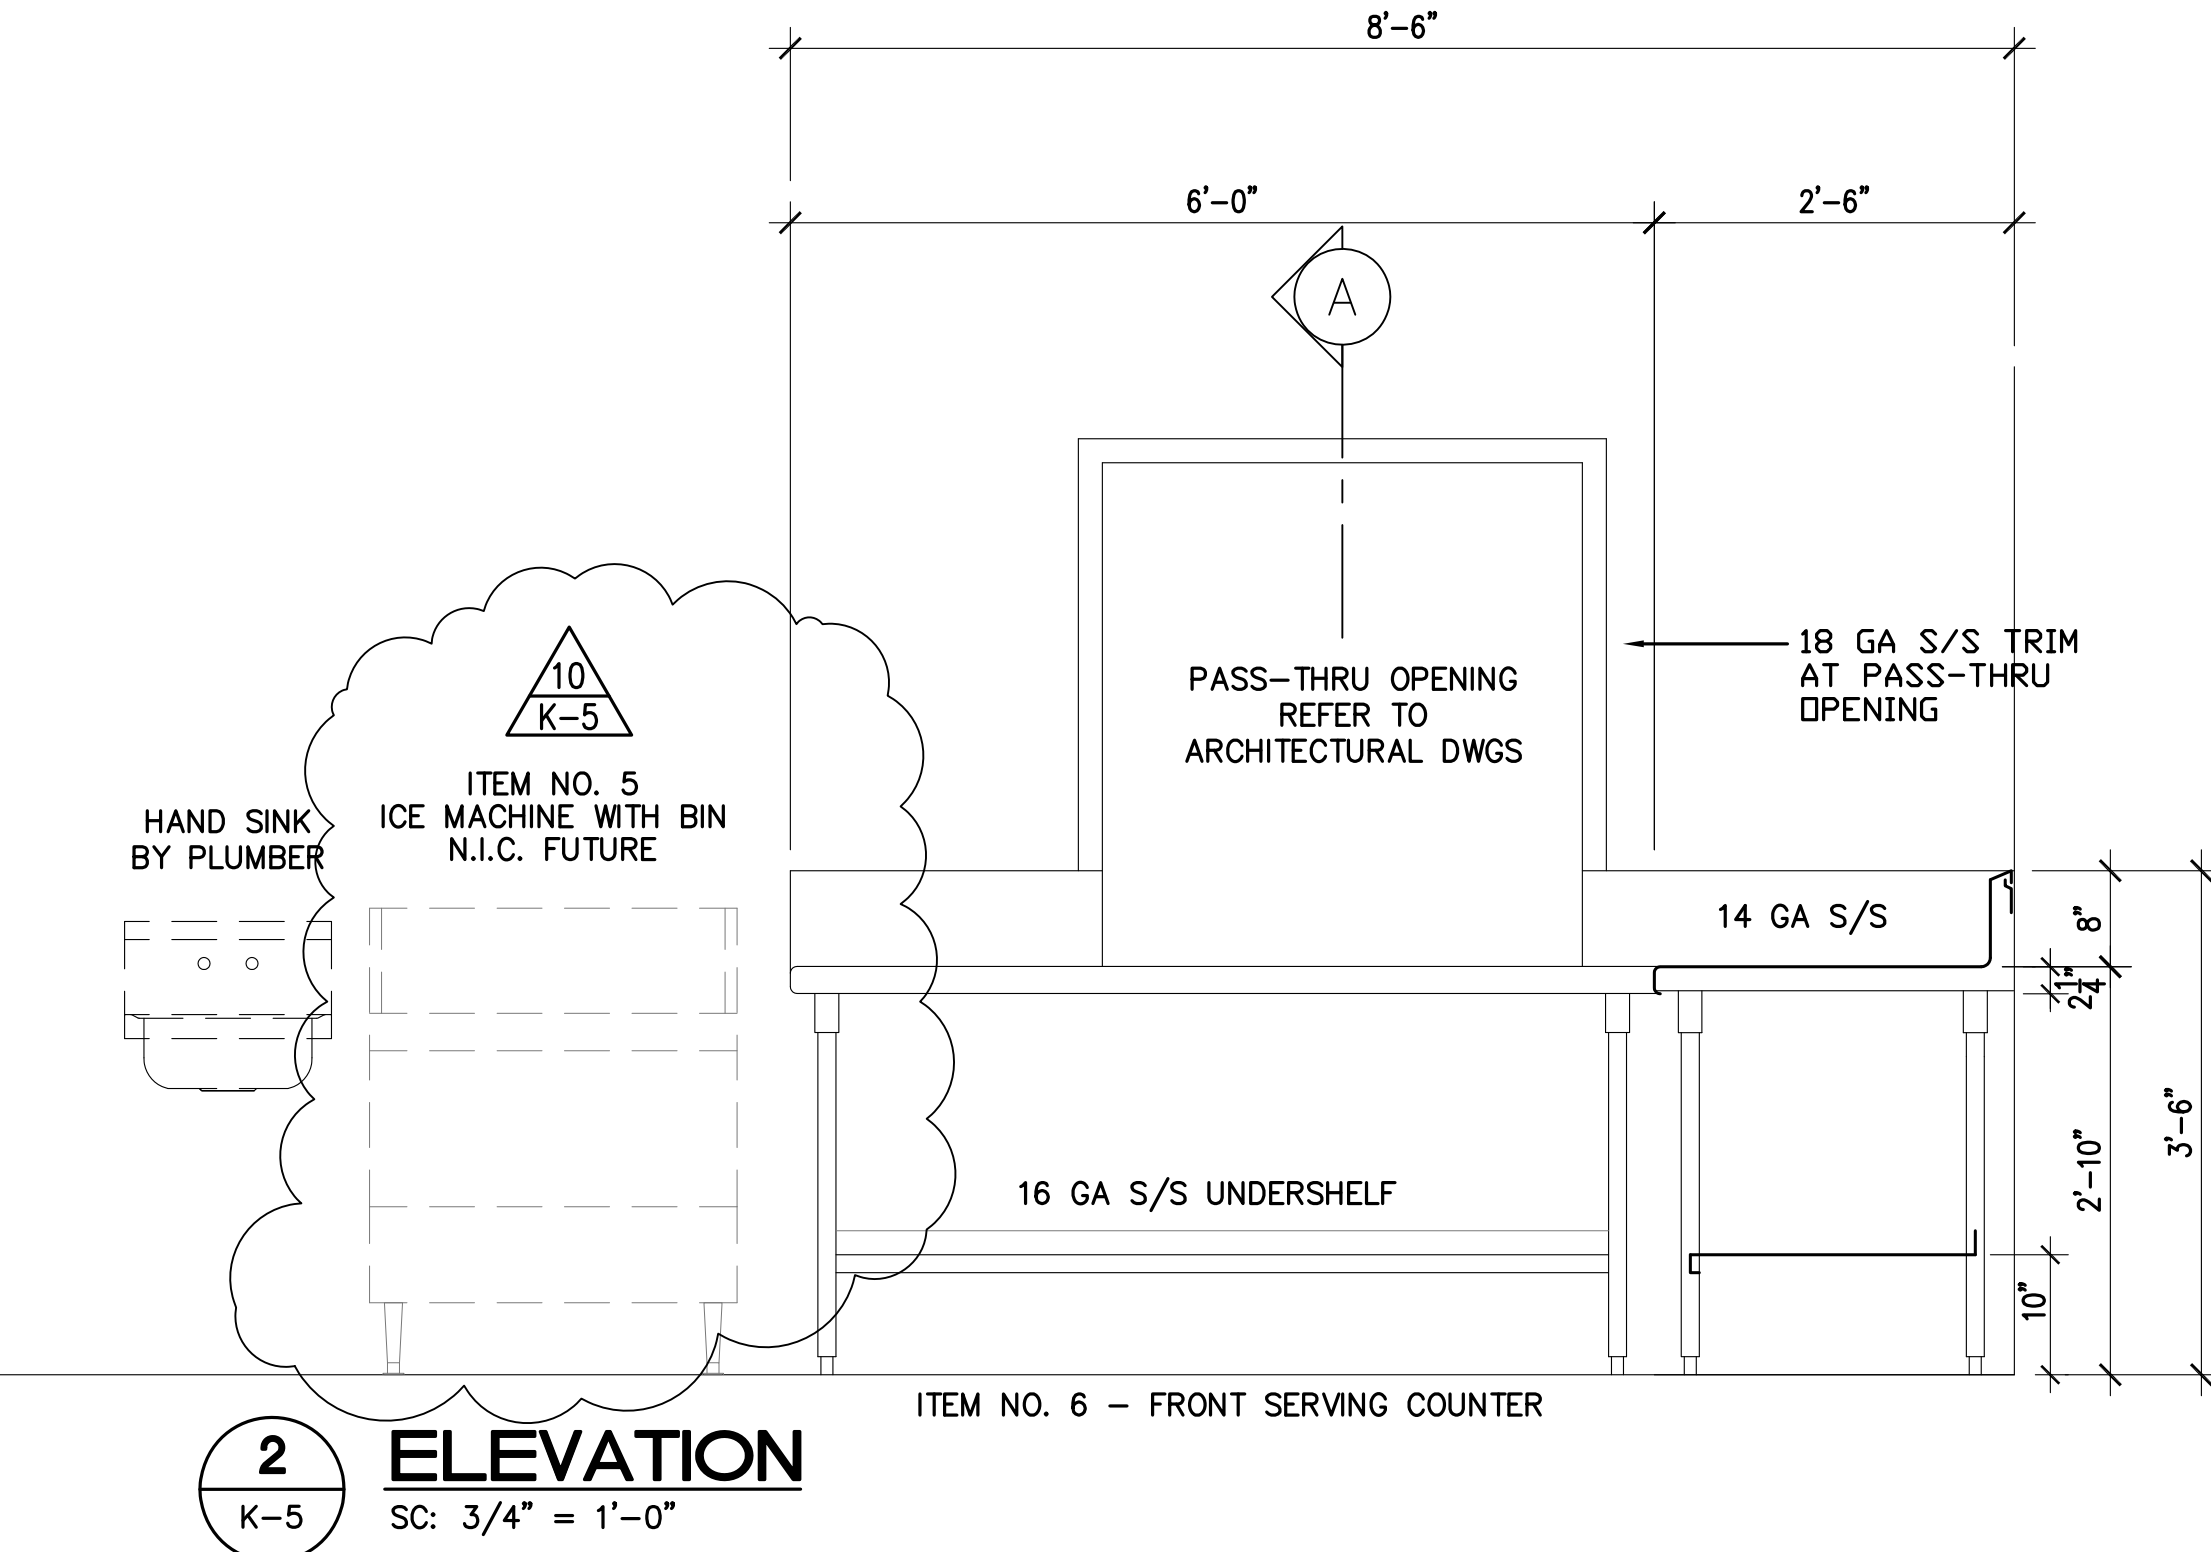 8'-6"
6'-0"
2'-6"
A
18 GA S/S TRIM
AT PASS-THRU
OPENING
PASS-THRU OPENING
REFER TO
ARCHITECTURAL DWGS
10
K-5
ITEM NO. 5
ICE MACHINE WITH BIN
N.I.C. FUTURE
HAND SINK
BY PLUMBER
14 GA S/S
8"
2 1/4"
3'-6"
2'-10"
16 GA S/S UNDERSHELF
10"
ITEM NO. 6 - FRONT SERVING COUNTER
2
K-5
ELEVATION
SC: 3/4" = 1'-0"